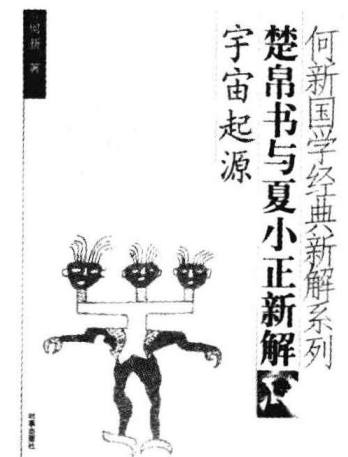 何新国学经典新解系列
楚帛书与夏小正新解
宇宙起源
何新 著
时事出版社